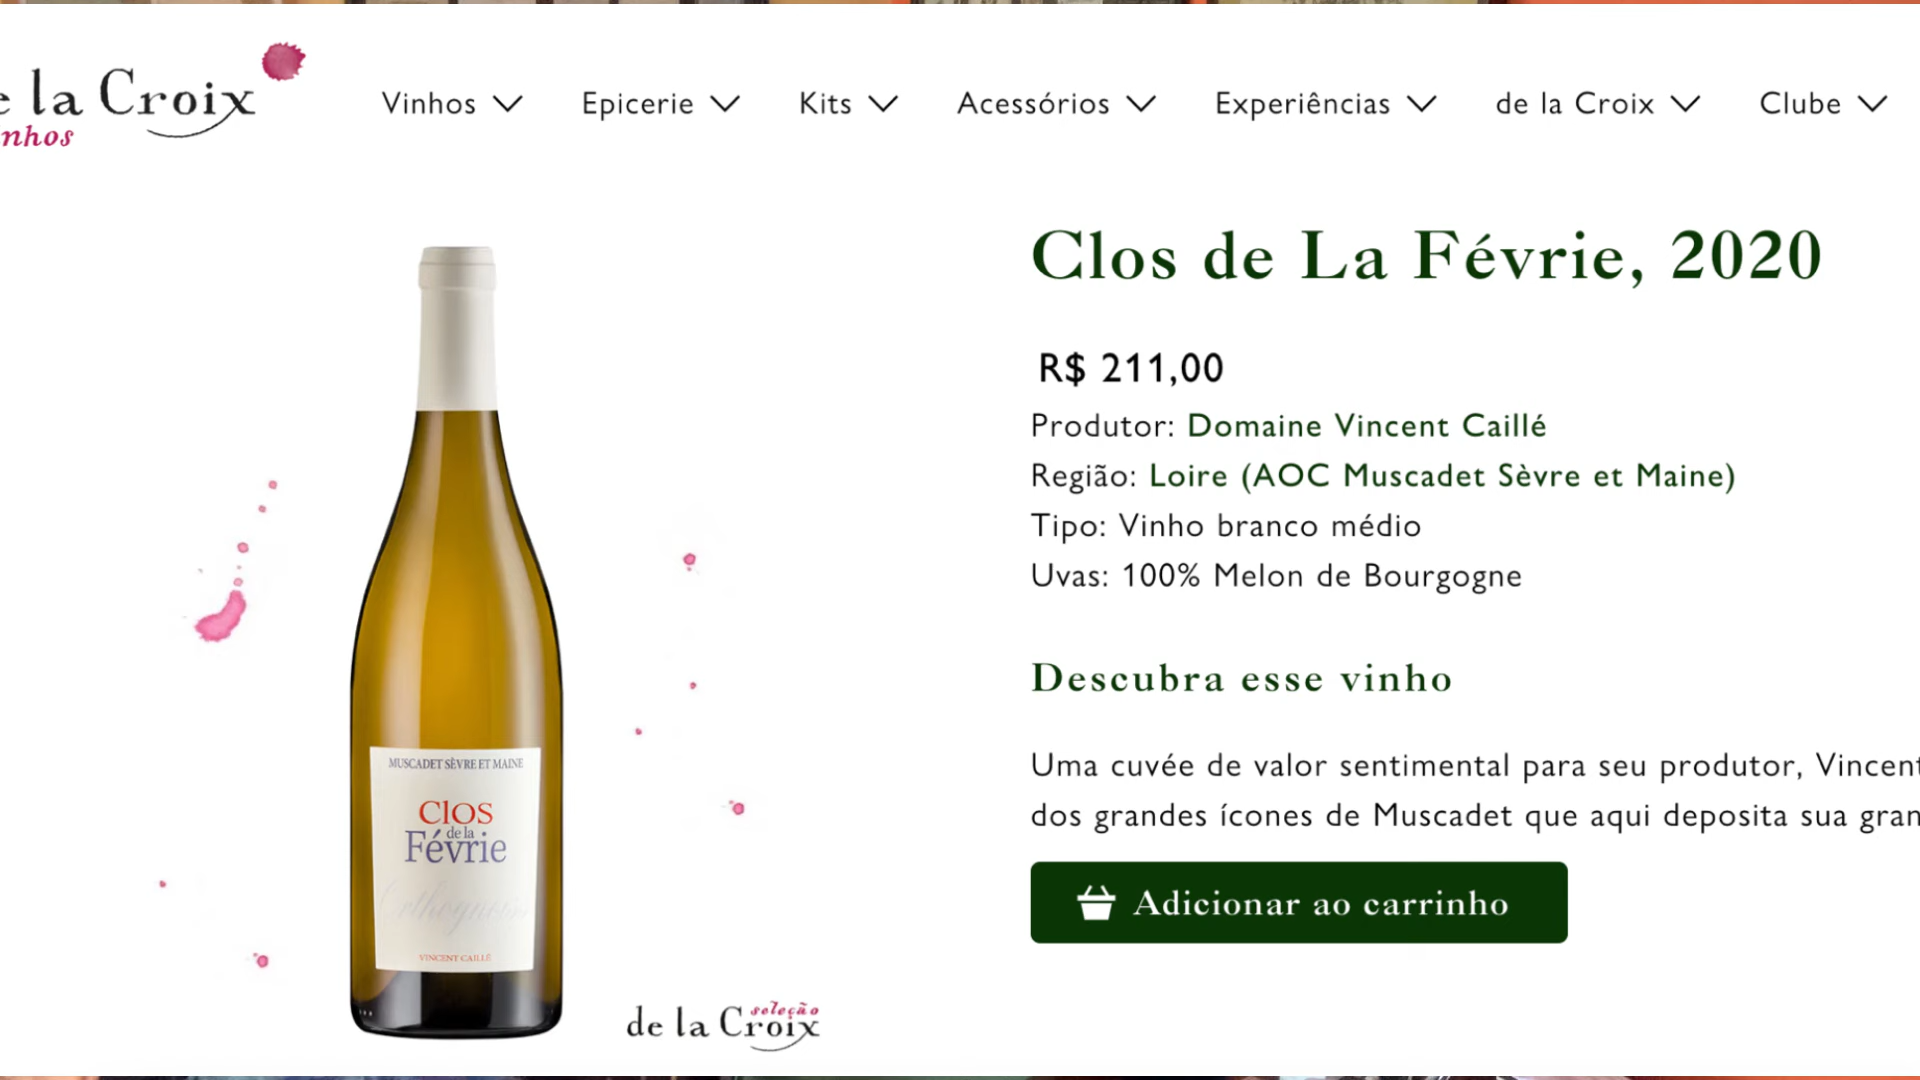 e la Croix
nhos
Vinhos
Epicerie
Kits
Acessórios
Experiências
de la Croix
Clube
Clos de La Févrie, 2020
R$ 211,00
Produtor: Domaine Vincent Caillé
Região: Loire (AOC Muscadet Sèvre et Maine)
Tipo: Vinho branco médio
Uvas: 100% Melon de Bourgogne
Descubra esse vinho
Uma cuvée de valor sentimental para seu produtor, Vincent
dos grandes ícones de Muscadet que aqui deposita sua gran
Adicionar ao carrinho
MUSCADET SÈVRE ET MAINE
Clos
de la
Févrie
VINCENT CAILLÉ
seleção
de la Croix